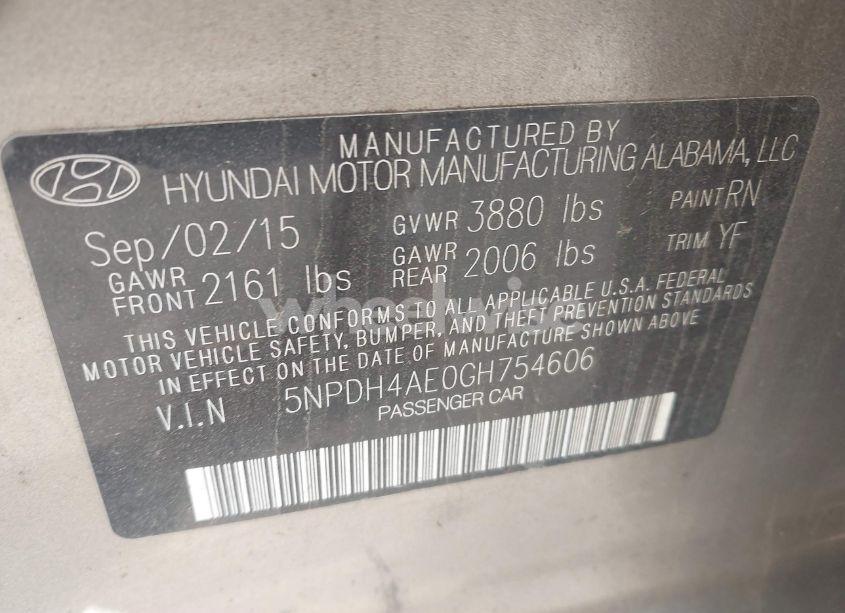 MANUFACTURED BY
HYUNDAI MOTOR MANUFACTURING ALABAMA, LLC
Sep/02/15 GVWR 3880 lbs PAINT RN
GAWR FRONT 2161 lbs GAWR REAR 2006 lbs TRIM YF
THIS VEHICLE CONFORMS TO ALL APPLICABLE U.S.A. FEDERAL
MOTOR VEHICLE SAFETY, BUMPER, AND THEFT PREVENTION STANDARDS
IN EFFECT ON THE DATE OF MANUFACTURE SHOWN ABOVE
V.I.N 5NPDH4AE0GH754606
PASSENGER CAR